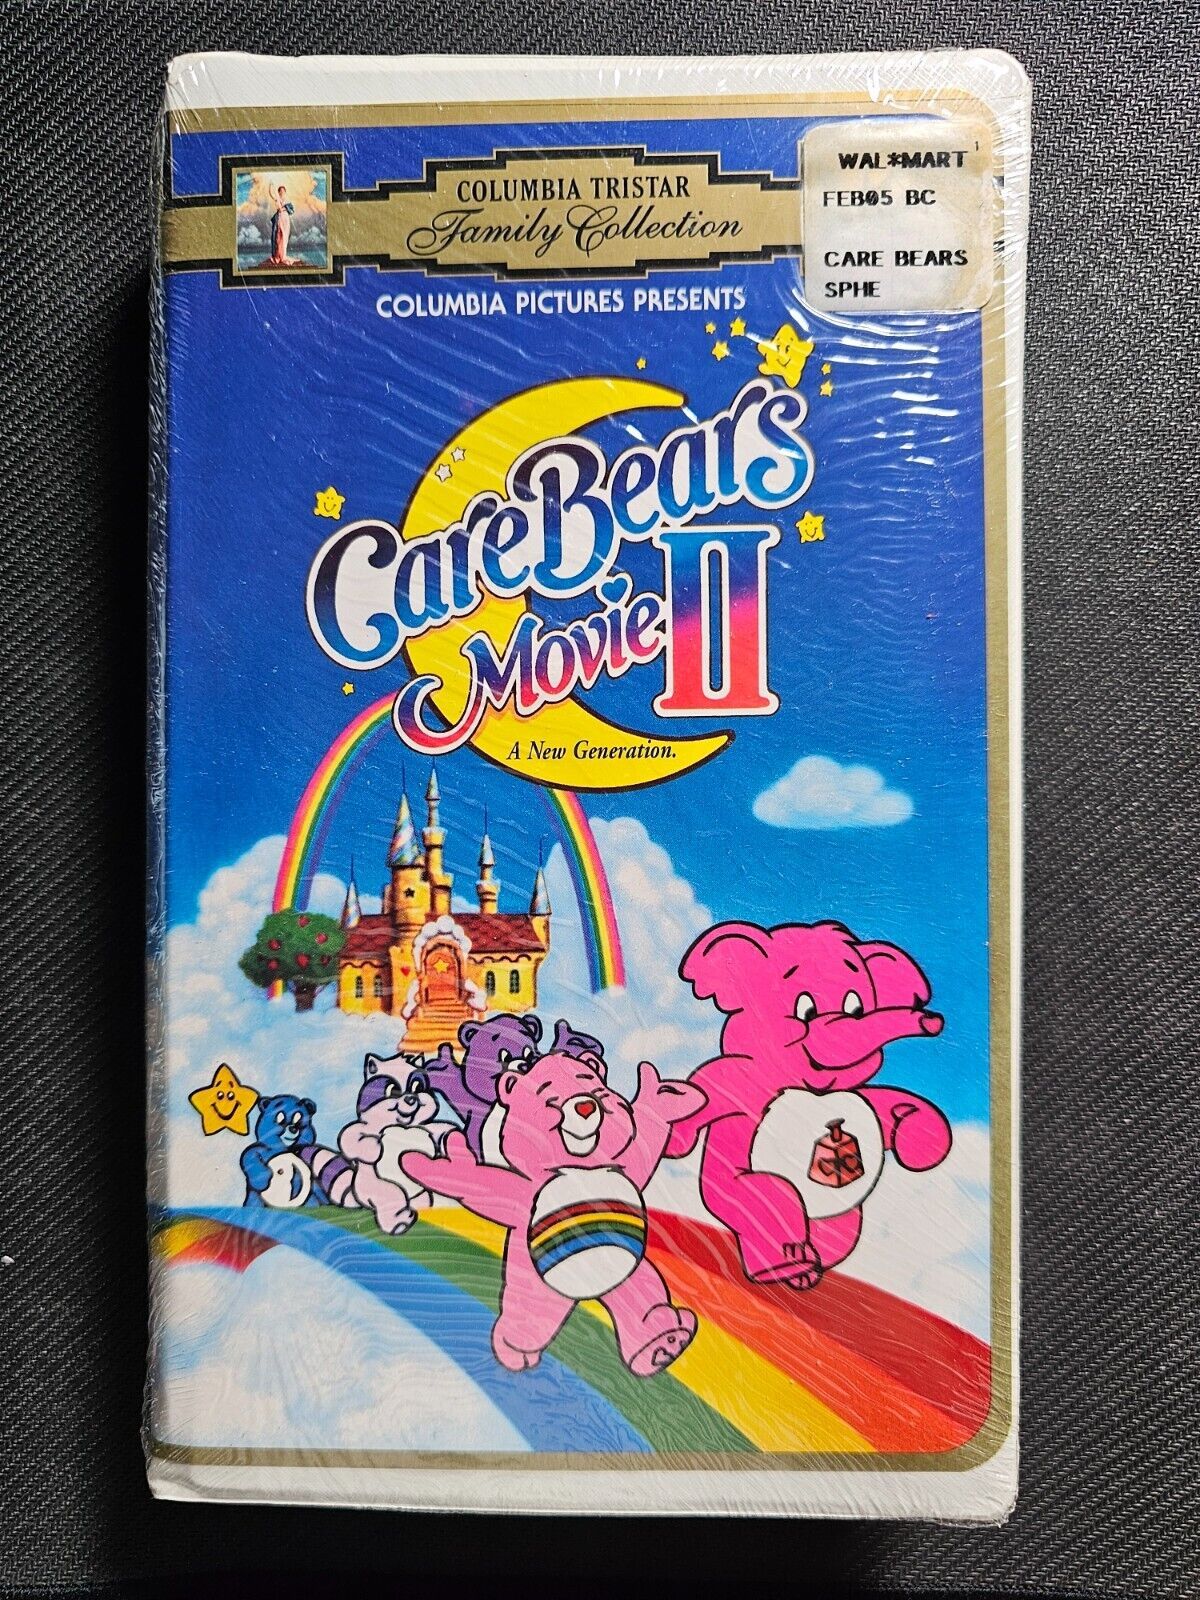 COLUMBIA TRISTAR
Family Collection
WAL*MART 1
FEB05 BC
CARE BEARS
SPHE
COLUMBIA PICTURES PRESENTS
Care Bears
Movie II
A New Generation.